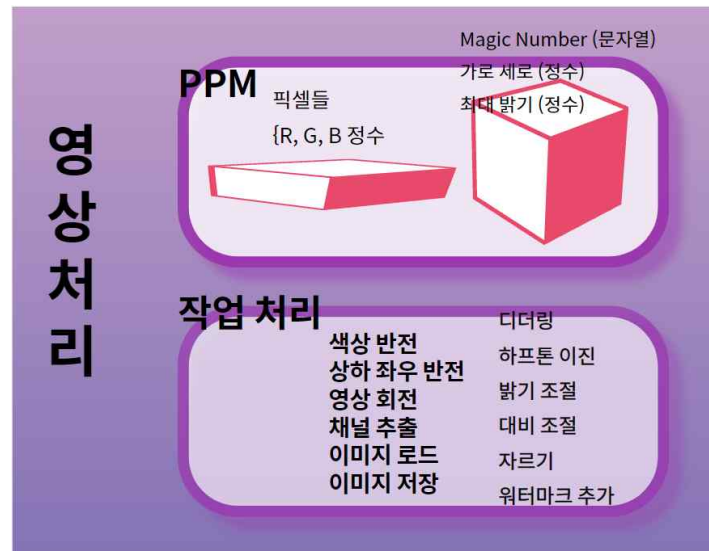 영상처리
PPM
픽셀들
{R, G, B 정수
Magic Number (문자열)
가로 세로 (정수)
최대 밝기 (정수)
작업 처리
색상 반전
상하 좌우 반전
영상 회전
채널 추출
이미지 로드
이미지 저장
디더링
하프톤 이진
밝기 조절
대비 조절
자르기
워터마크 추가